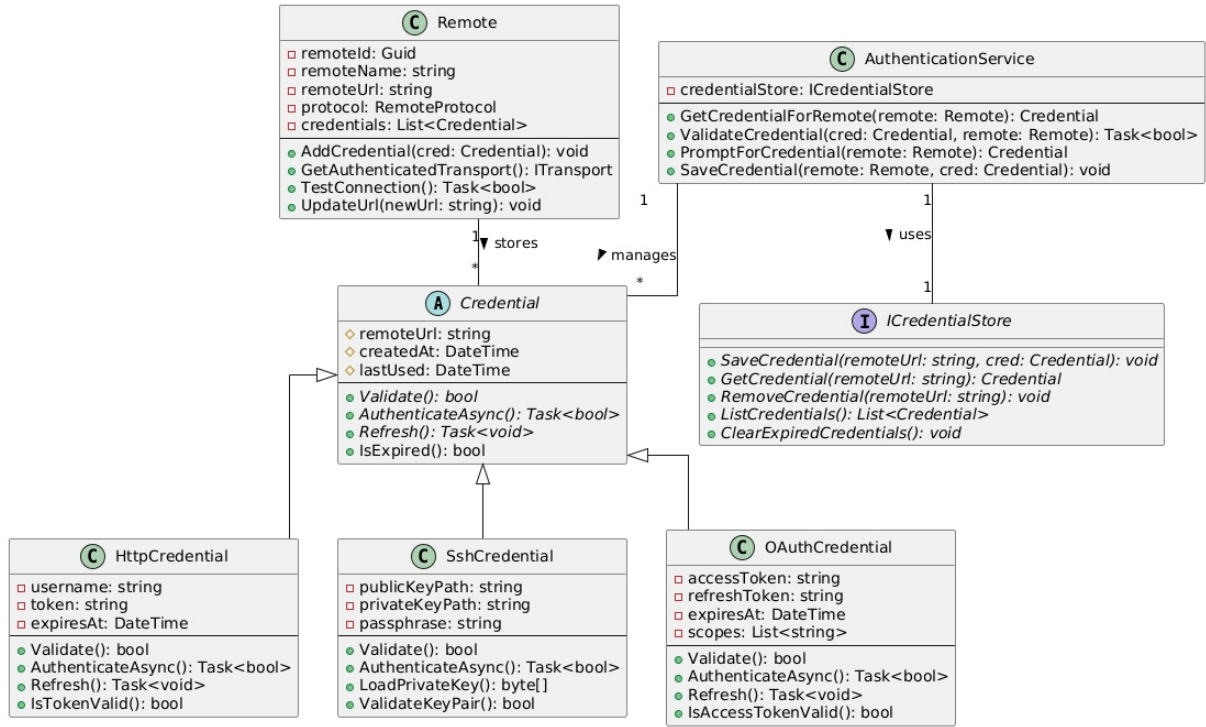 C Remote
remoteId: Guid
remoteName: string
remoteUrl: string
protocol: RemoteProtocol
credentials: List<Credential>
AddCredential(cred: Credential): void
GetAuthenticatedTransport(): ITransport
TestConnection(): Task<bool>
UpdateUrl(newUrl: string): void
C AuthenticationService
credentialStore: ICredentialStore
GetCredentialForRemote(remote: Remote): Credential
ValidateCredential(cred: Credential, remote: Remote): Task<bool>
PromptForCredential(remote: Remote): Credential
SaveCredential(remote: Remote, cred: Credential): void
1
stores
*
1
manages
*
1
uses
1
A Credential
remoteUrl: string
createdAt: DateTime
lastUsed: DateTime
Validate(): bool
AuthenticateAsync(): Task<bool>
Refresh(): Task<void>
IsExpired(): bool
I ICredentialStore
SaveCredential(remoteUrl: string, cred: Credential): void
GetCredential(remoteUrl: string): Credential
RemoveCredential(remoteUrl: string): void
ListCredentials(): List<Credential>
ClearExpiredCredentials(): void
C HttpCredential
username: string
token: string
expiresAt: DateTime
Validate(): bool
AuthenticateAsync(): Task<bool>
Refresh(): Task<void>
IsTokenValid(): bool
C SshCredential
publicKeyPath: string
privateKeyPath: string
passphrase: string
Validate(): bool
AuthenticateAsync(): Task<bool>
LoadPrivateKey(): byte[]
ValidateKeyPair(): bool
C OAuthCredential
accessToken: string
refreshToken: string
expiresAt: DateTime
scopes: List<string>
Validate(): bool
AuthenticateAsync(): Task<bool>
Refresh(): Task<void>
IsAccessTokenValid(): bool